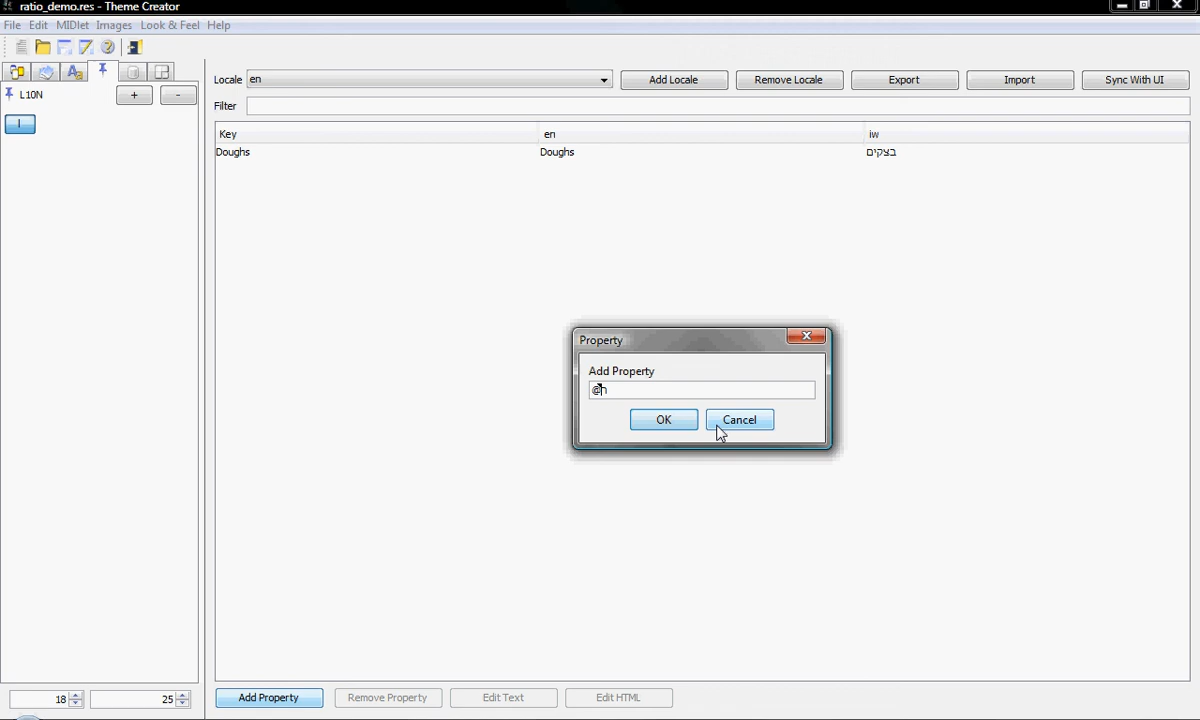 ratio_demo.res - Theme Creator
File Edit MIDlet Images Look & Feel Help
L10N + -
I
Locale en Add Locale Remove Locale Export Import Sync With UI
Filter
Key en iw
Doughs Doughs בצקים
Property
Add Property
OK Cancel
18 25 Add Property Remove Property Edit Text Edit HTML